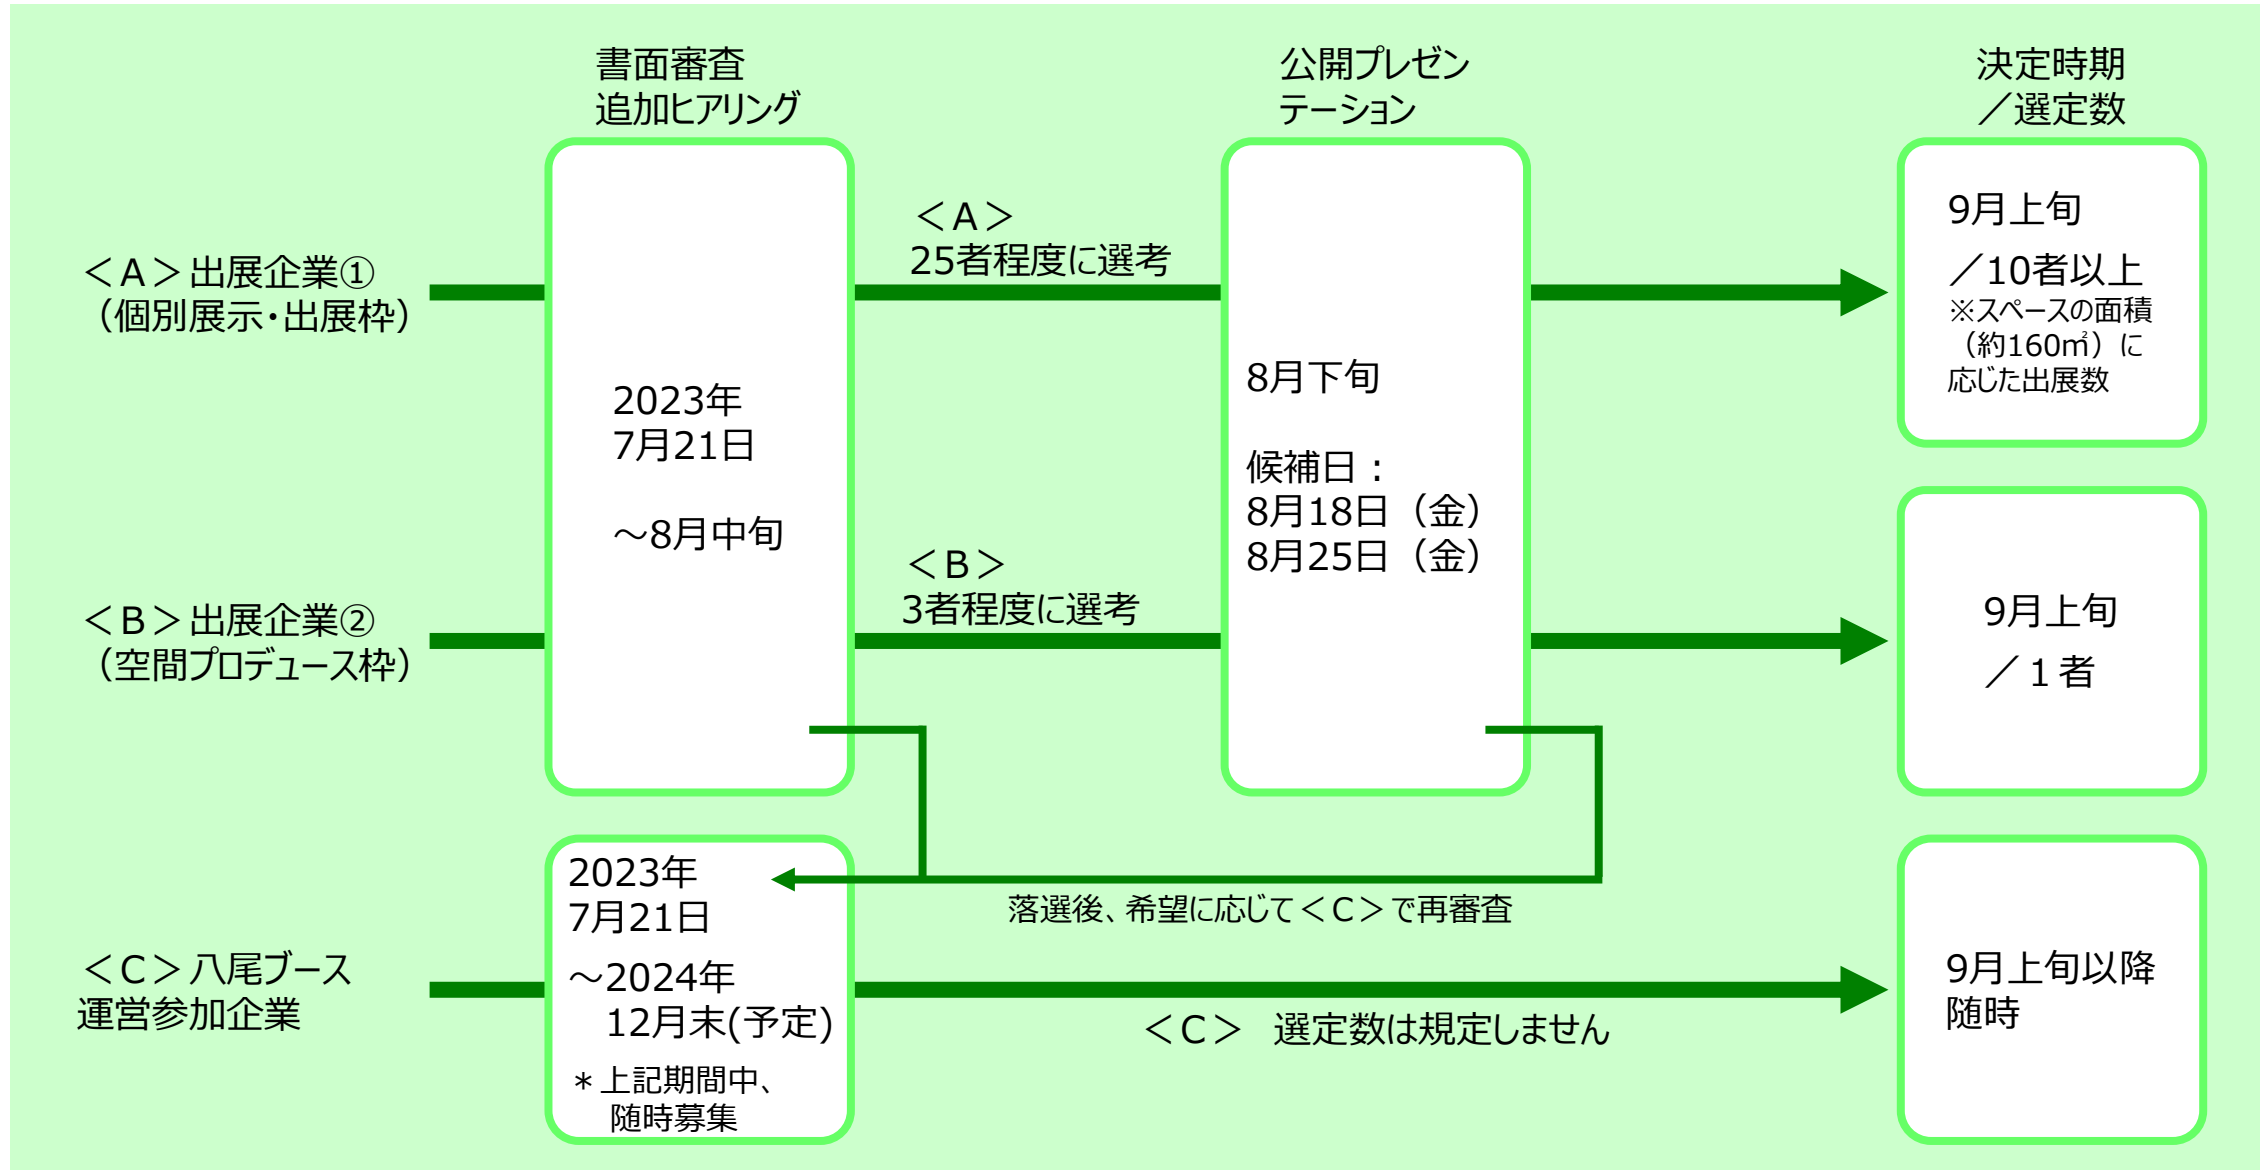 書面審査
追加ヒアリング
公開プレゼン
テーション
決定時期
／選定数
＜A＞出展企業①
（個別展示・出展枠）
＜B＞出展企業②
（空間プロデュース枠）
2023年
7月21日
～8月中旬
＜A＞
25者程度に選考
＜B＞
3者程度に選考
8月下旬
候補日：
8月18日（金）
8月25日（金）
9月上旬
／10者以上
※スペースの面積
（約160㎡）に
応じた出展数
9月上旬
／１者
落選後、希望に応じて＜C＞で再審査
＜C＞八尾ブース
運営参加企業
2023年
7月21日
～2024年
12月末(予定)
＊上記期間中、
随時募集
＜C＞　選定数は規定しません
9月上旬以降
随時